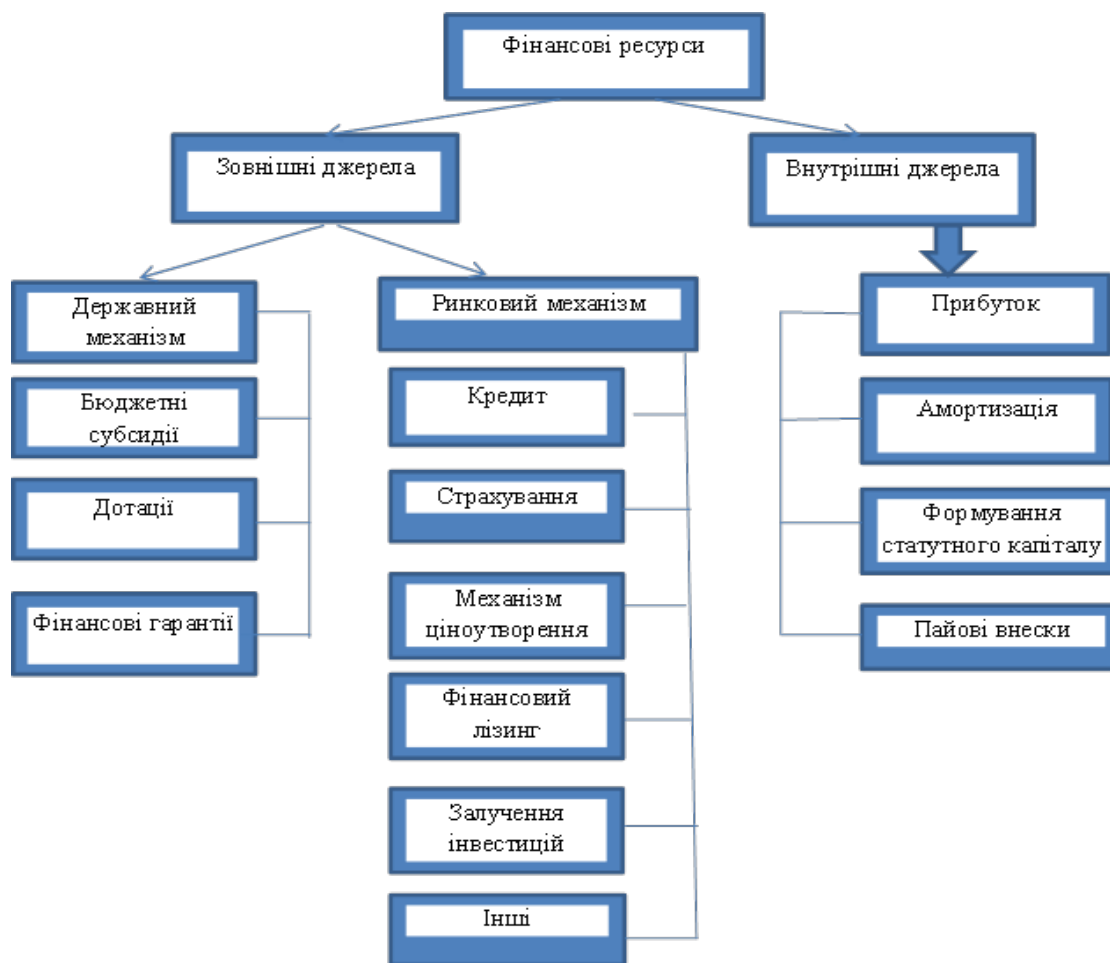 Фінансові ресурси
Зовнішні джерела
Внутрішні джерела
Державний
механізм
Бюджетні
субсидії
Дотації
Фінансові гарантії
Ринковий механізм
Кредит
Страхування
Механізм
ціноутворення
Фінансовий
лізинг
Залучення
інвестицій
Інші
Прибуток
Амортизація
Формування
статутного капіталу
Пайові внески